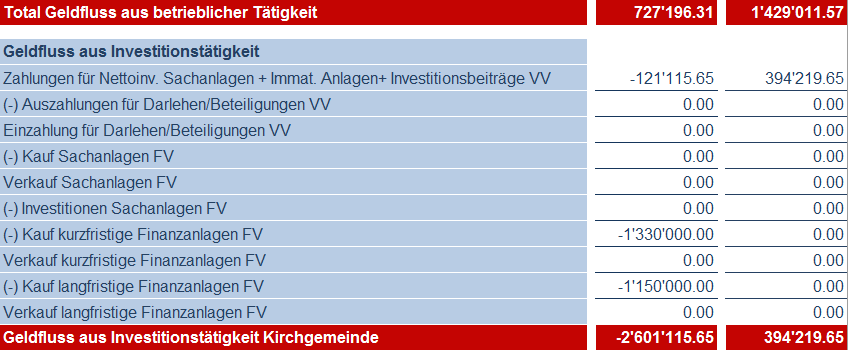 Total Geldfluss aus betrieblicher Tätigkeit 727'196.31 1'429'011.57
Geldfluss aus Investitionstätigkeit
Zahlungen für Nettoinv. Sachanlagen + Immat. Anlagen+ Investitionsbeiträge VV -121'115.65 394'219.65
(-) Auszahlungen für Darlehen/Beteiligungen VV 0.00 0.00
Einzahlung für Darlehen/Beteiligungen VV 0.00 0.00
(-) Kauf Sachanlagen FV 0.00 0.00
Verkauf Sachanlagen FV 0.00 0.00
(-) Investitionen Sachanlagen FV 0.00 0.00
(-) Kauf kurzfristige Finanzanlagen FV -1'330'000.00 0.00
Verkauf kurzfristige Finanzanlagen FV 0.00 0.00
(-) Kauf langfristige Finanzanlagen FV -1'150'000.00 0.00
Verkauf langfristige Finanzanlagen FV 0.00 0.00
Geldfluss aus Investitionstätigkeit Kirchgemeinde -2'601'115.65 394'219.65